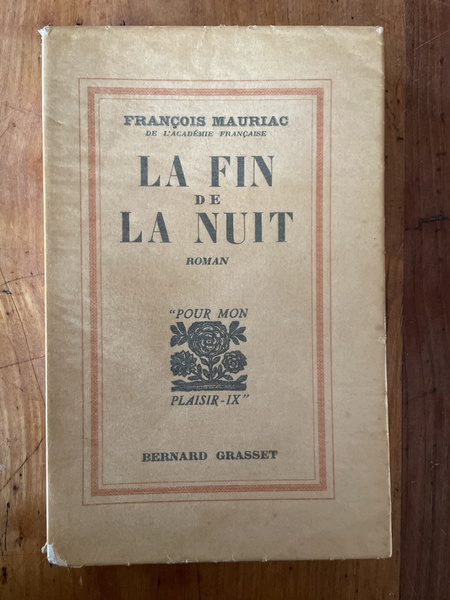 FRANÇOIS MAURIAC
DE L'ACADÉMIE FRANÇAISE
LA FIN
DE
LA NUIT
ROMAN
"POUR MON
PLAISIR-IX"
BERNARD GRASSET